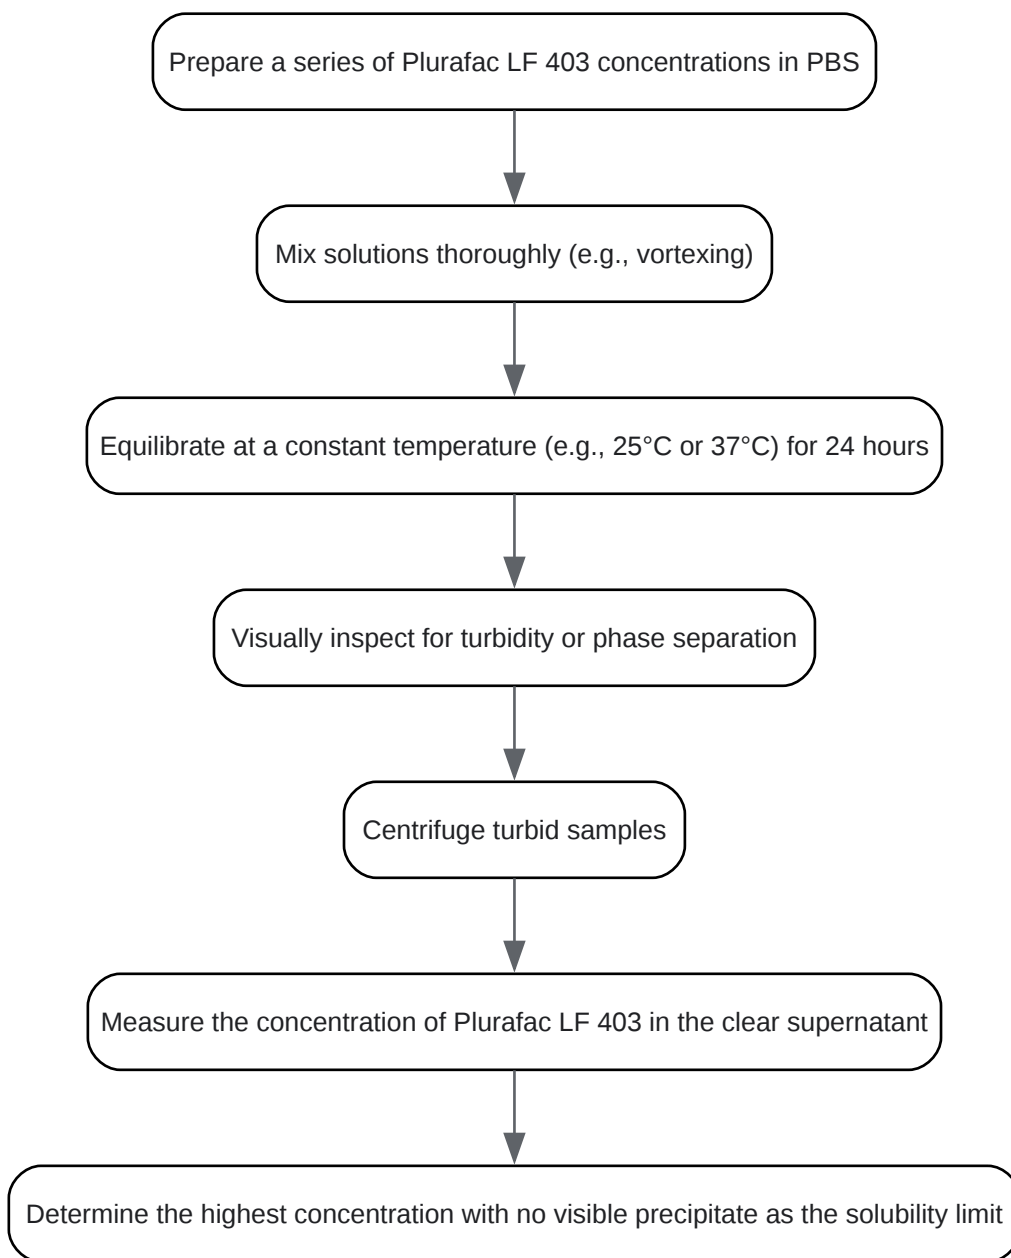 Prepare a series of Plurafac LF 403 concentrations in PBS
Mix solutions thoroughly (e.g., vortexing)
Equilibrate at a constant temperature (e.g., 25°C or 37°C) for 24 hours
Visually inspect for turbidity or phase separation
Centrifuge turbid samples
Measure the concentration of Plurafac LF 403 in the clear supernatant
Determine the highest concentration with no visible precipitate as the solubility limit